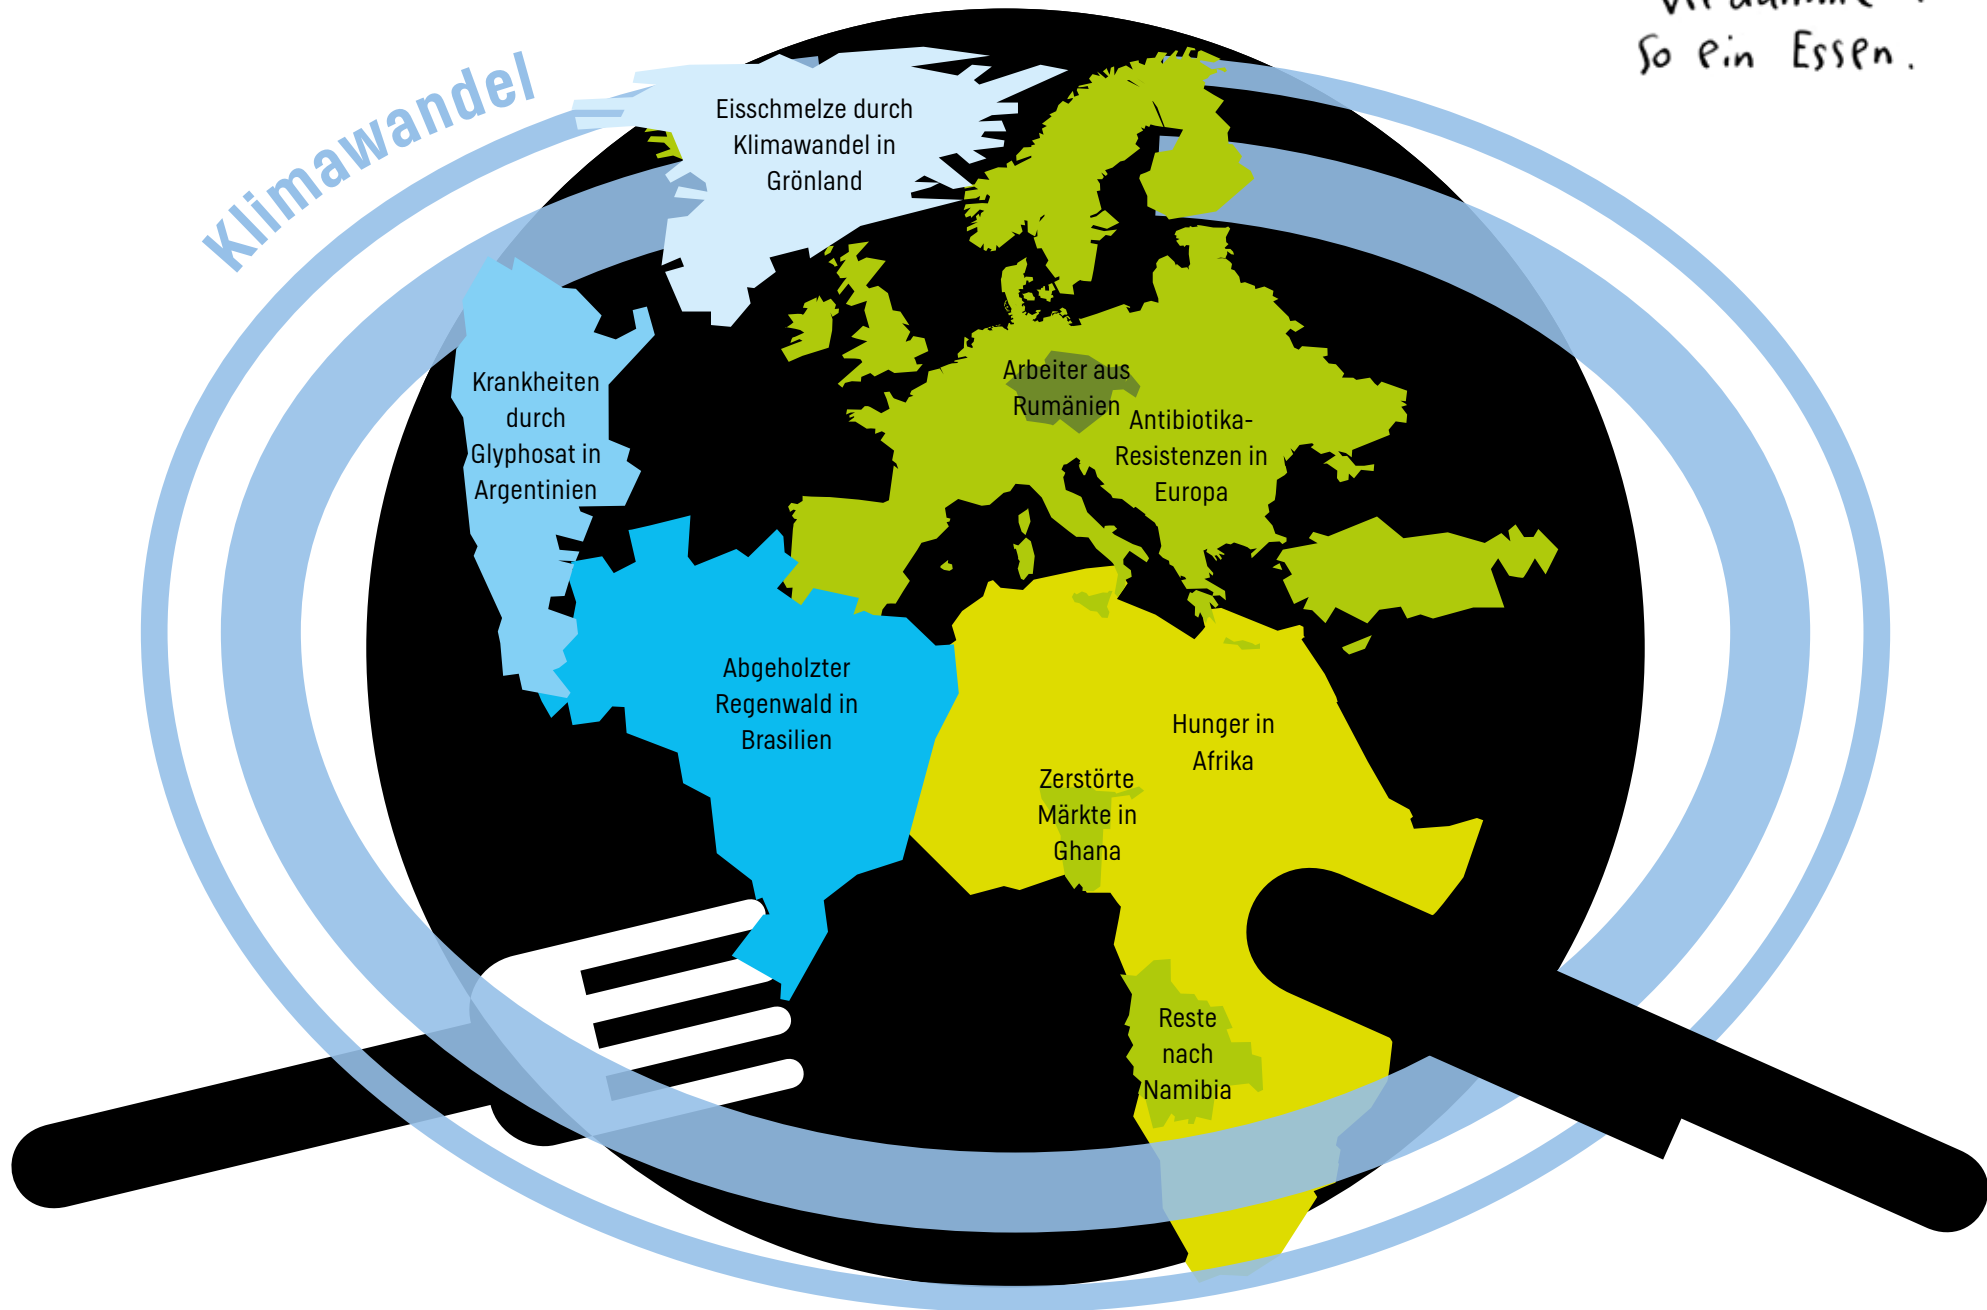 so ein Essen.
Klimawandel
Eisschmelze durch
Klimawandel in
Grönland
Krankheiten
durch
Glyphosat in
Argentinien
Arbeiter aus
Rumänien
Antibiotika-
Resistenzen in
Europa
Abgeholzter
Regenwald in
Brasilien
Hunger in
Afrika
Zerstörte
Märkte in
Ghana
Reste
nach
Namibia